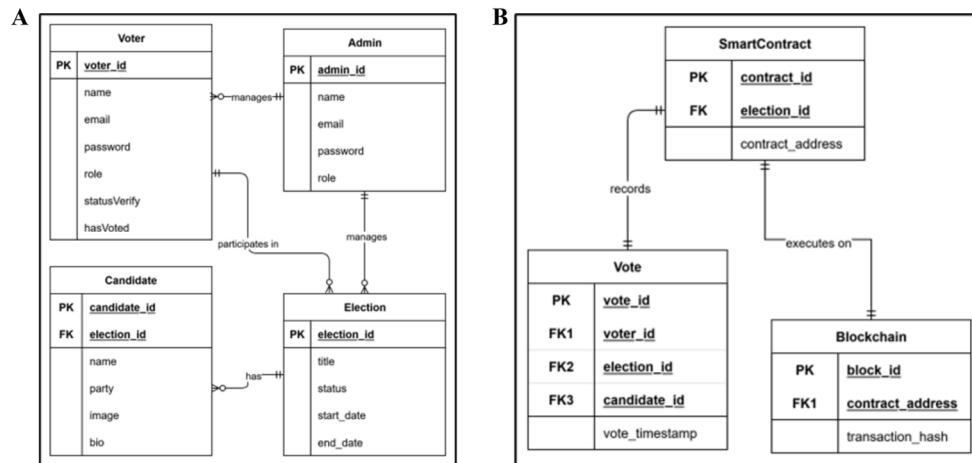 A
Voter
PK voter_id
name
email
password
role
statusVerify
hasVoted
manages
Admin
PK admin_id
name
email
password
role
participates in
manages
Candidate
PK candidate_id
FK election_id
name
party
image
bio
has
Election
PK election_id
title
status
start_date
end_date
B
SmartContract
PK contract_id
FK election_id
contract_address
records
executes on
Vote
PK vote_id
FK1 voter_id
FK2 election_id
FK3 candidate_id
vote_timestamp
Blockchain
PK block_id
FK1 contract_address
transaction_hash